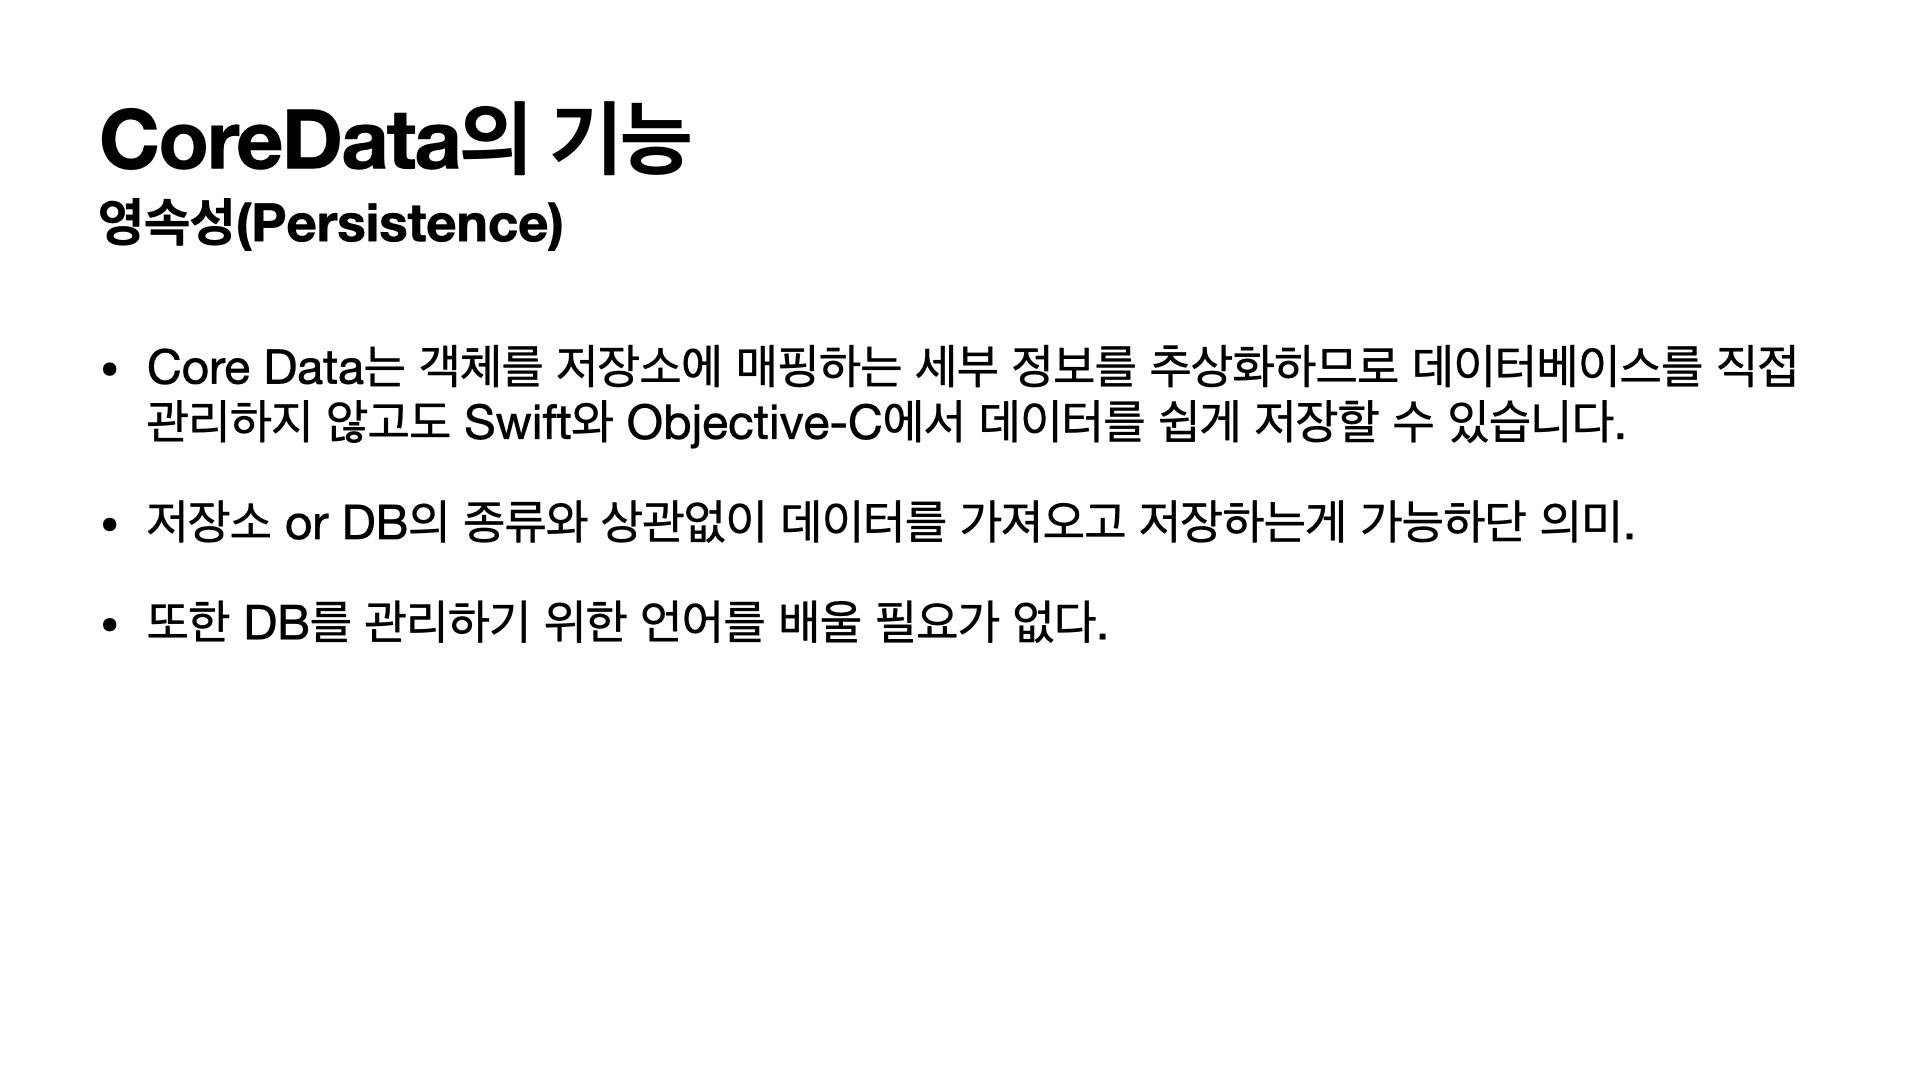 CoreData의 기능
영속성(Persistence)
• Core Data는 객체를 저장소에 매핑하는 세부 정보를 추상화하므로 데이터베이스를 직접
관리하지 않고도 Swift와 Objective-C에서 데이터를 쉽게 저장할 수 있습니다.
• 저장소 or DB의 종류와 상관없이 데이터를 가져오고 저장하는게 가능하단 의미.
• 또한 DB를 관리하기 위한 언어를 배울 필요가 없다.